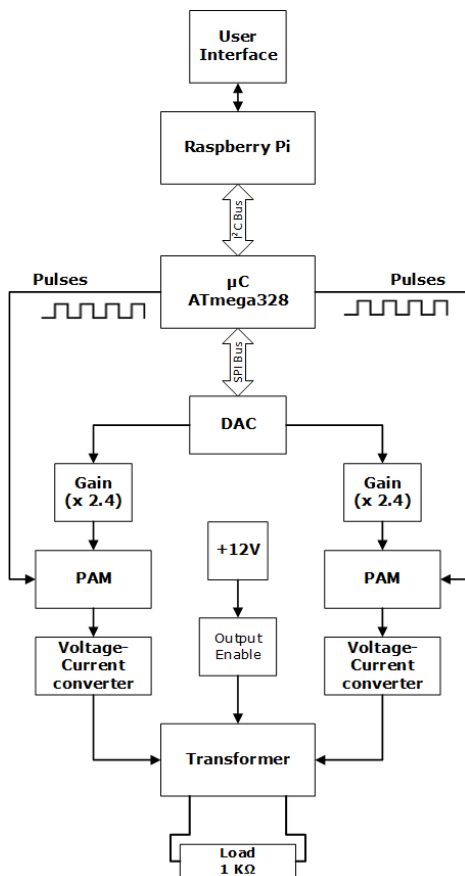 User
Interface
Raspberry Pi
I²C Bus
Pulses
µC
ATmega328
Pulses
SPI Bus
DAC
Gain
(x 2.4)
Gain
(x 2.4)
+12V
PAM
PAM
Output
Enable
Voltage-
Current
converter
Voltage-
Current
converter
Transformer
Load
1 KΩ